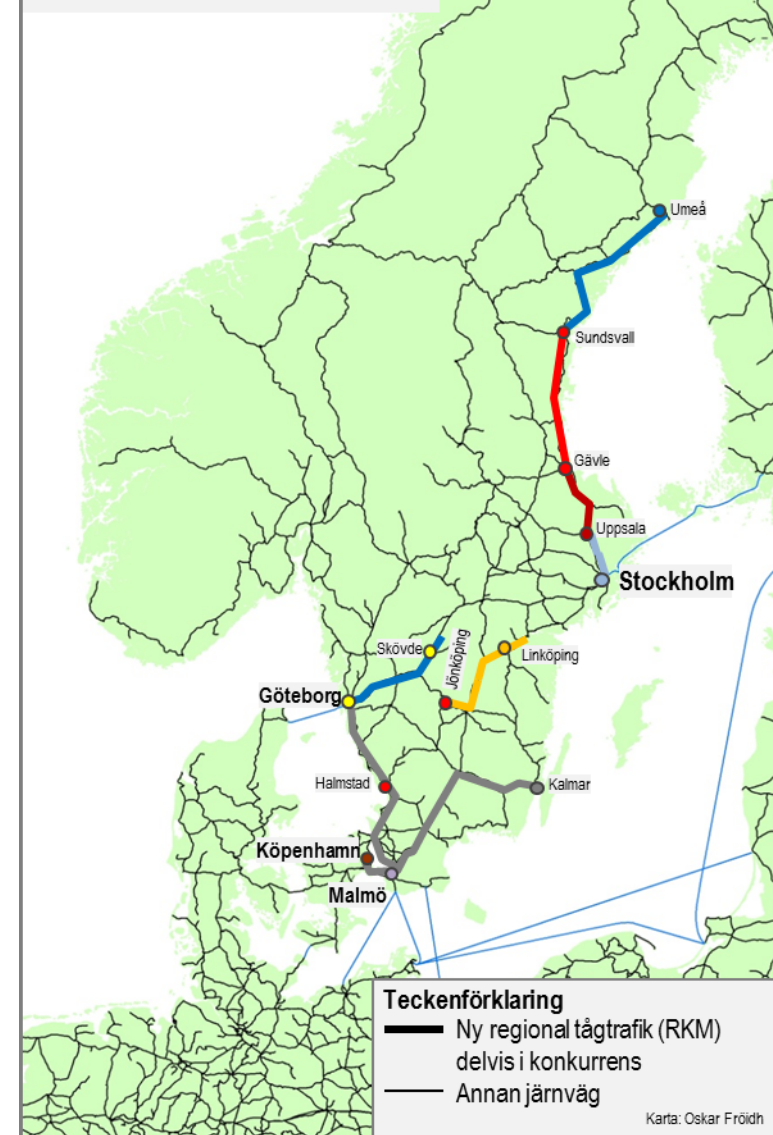 Umeå
Sundsvall
Gävle
Uppsala
Stockholm
Jönköping
Skövde
Linköping
Göteborg
Halmstad
Kalmar
Köpenhamn
Malmö
Teckenförklaring
Ny regional tågtrafik (RKM)
delvis i konkurrens
Annan järnväg
Karta: Oskar Fröidh